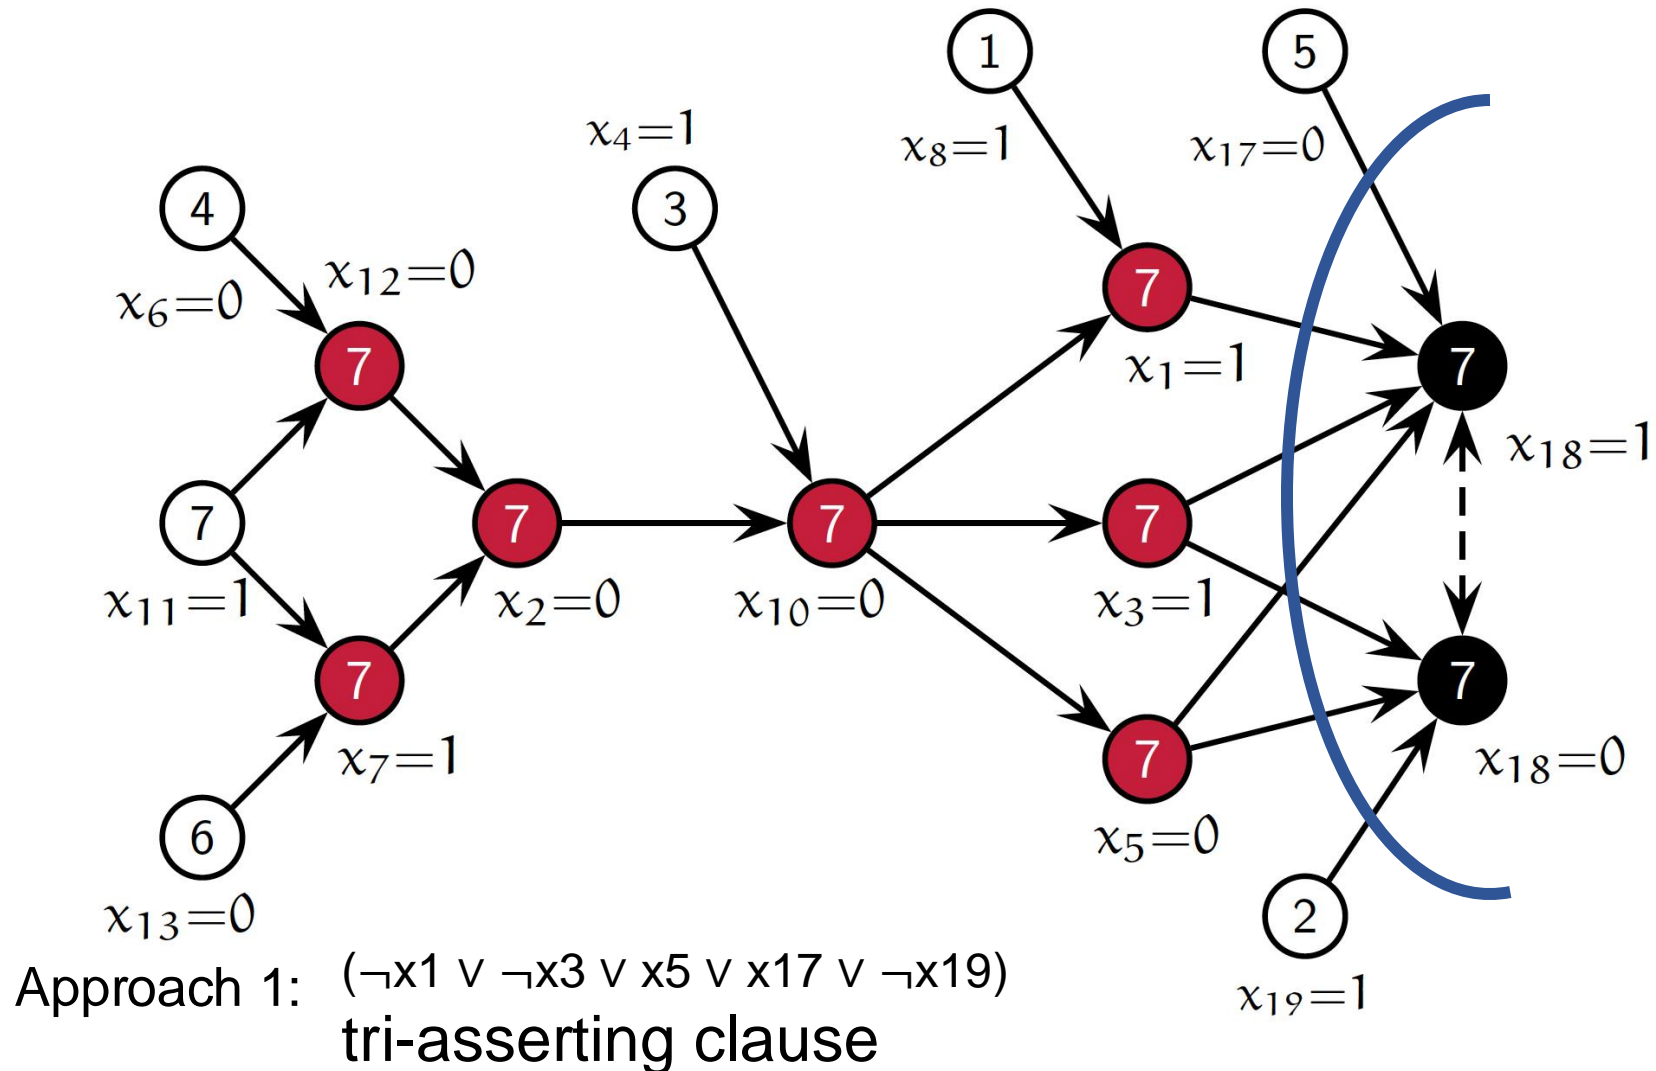 1
5
x₄=1
x₈=1
x₁₇=0
4
3
x₁₂=0
x₆=0
7
7
x₁=1
7
x₁₈=1
7
7
7
7
x₁₁=1
x₂=0
x₁₀=0
x₃=1
7
7
x₇=1
7
x₁₈=0
6
x₅=0
x₁₃=0
2
Approach 1: (¬x1 ∨ ¬x3 ∨ x5 ∨ x17 ∨ ¬x19)
x₁₉=1
tri-asserting clause